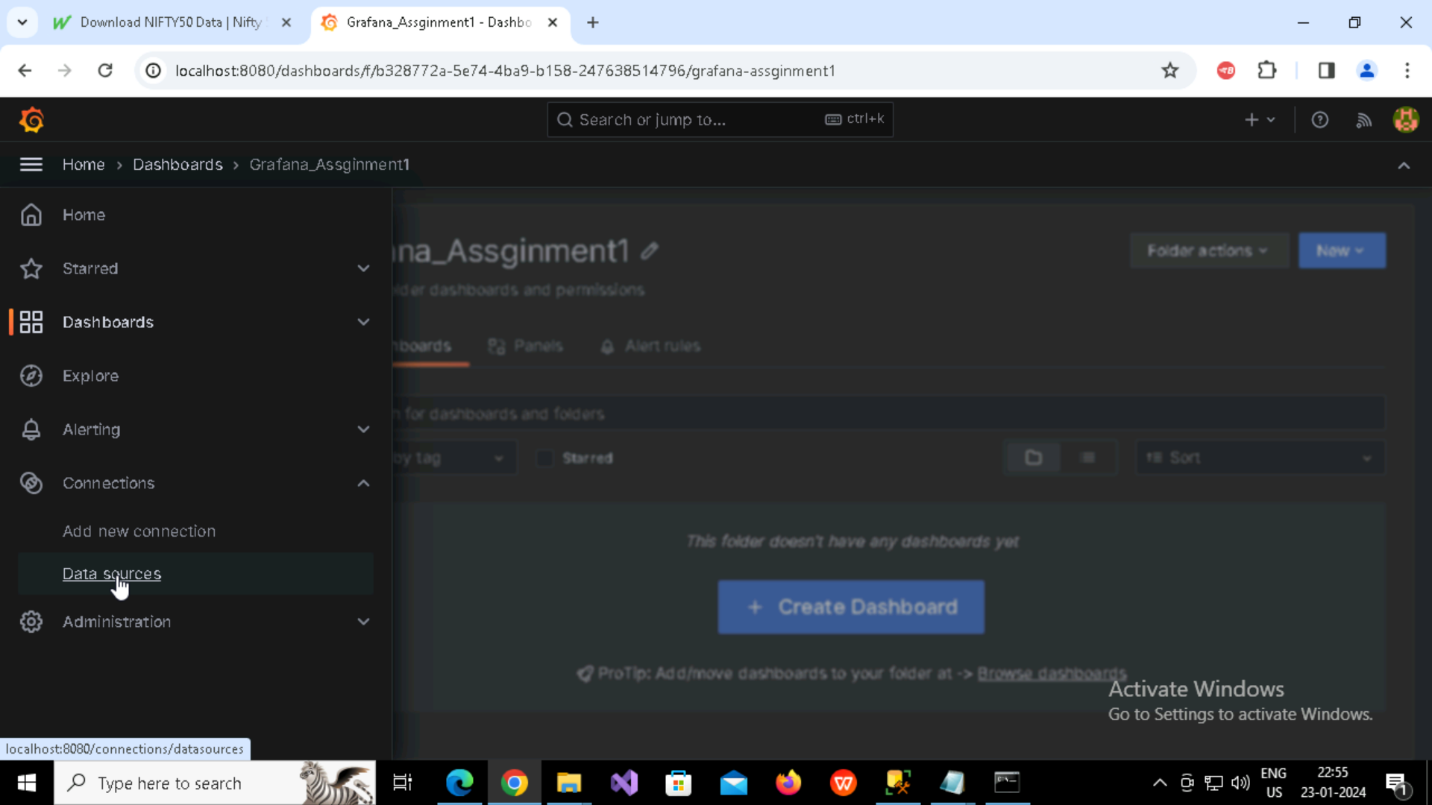 Download NIFTY50 Data | Nifty
Grafana_Assginment1 - Dashbo
localhost:8080/dashboards/f/b328772a-5e74-4ba9-b158-247638514796/grafana-assginment1
Search or jump to... ctrl+k
Home › Dashboards › Grafana_Assginment1
Home
Starred
Dashboards
Explore
Alerting
Connections
Add new connection
Data sources
Administration
ana_Assginment1
Folder actions
New
lder dashboards and permissions
hboards Panels Alert rules
h for dashboards and folders
by tag Starred Sort
This folder doesn't have any dashboards yet
+ Create Dashboard
ProTip: Add/move dashboards to your folder at -> Browse dashboards
Activate Windows
Go to Settings to activate Windows.
localhost:8080/connections/datasources
Type here to search
ENG
US
22:55
23-01-2024
1